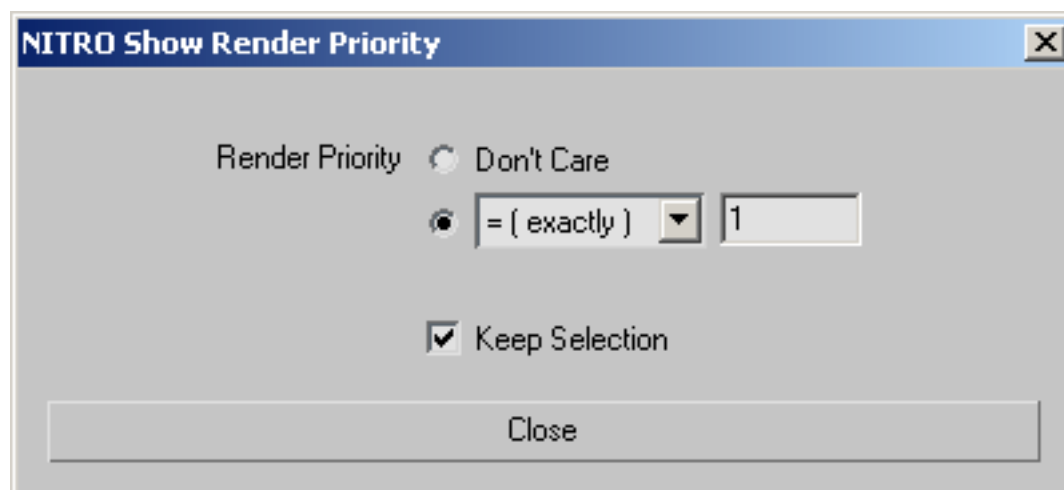 NITRO Show Render Priority
Render Priority Don't Care
= ( exactly ) 1
Keep Selection
Close